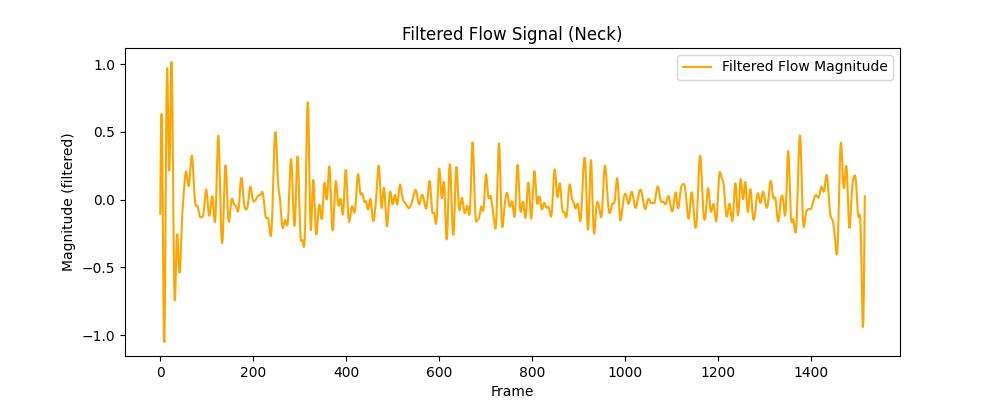 Filtered Flow Signal (Neck)
Filtered Flow Magnitude
1.0
0.5
0.0
−0.5
−1.0
Magnitude (filtered)
0 200 400 600 800 1000 1200 1400
Frame